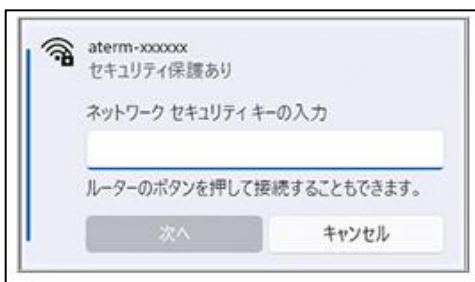 aterm-xxxxxx
セキュリティ保護あり
ネットワーク セキュリティ キーの入力
ルーターのボタンを押して接続することもできます。
次へ
キャンセル